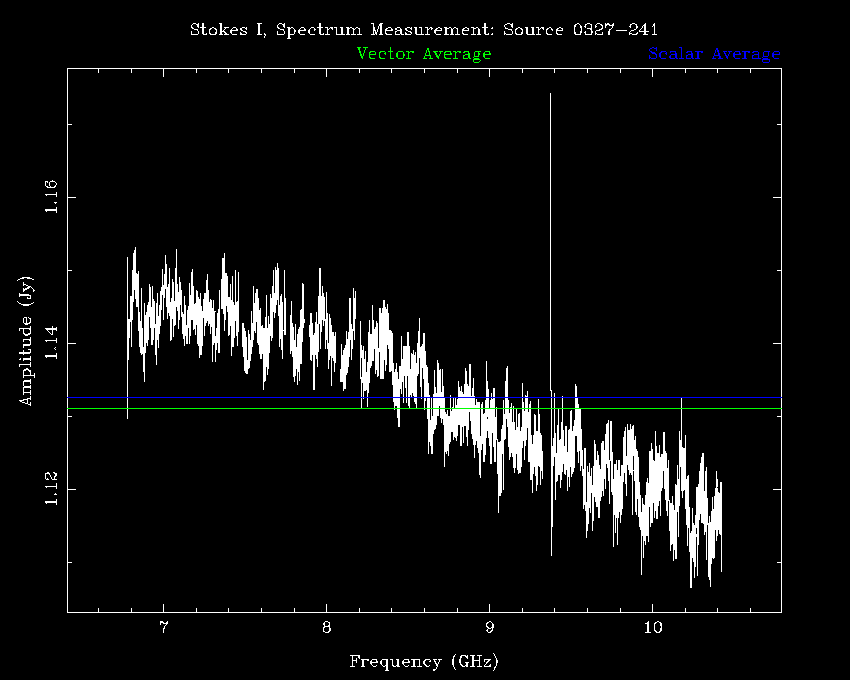 Stokes I, Spectrum Measurement: Source 0327-241
Vector Average Scalar Average
1.16
1.14
1.12
Amplitude (Jy)
7 8 9 10
Frequency (GHz)